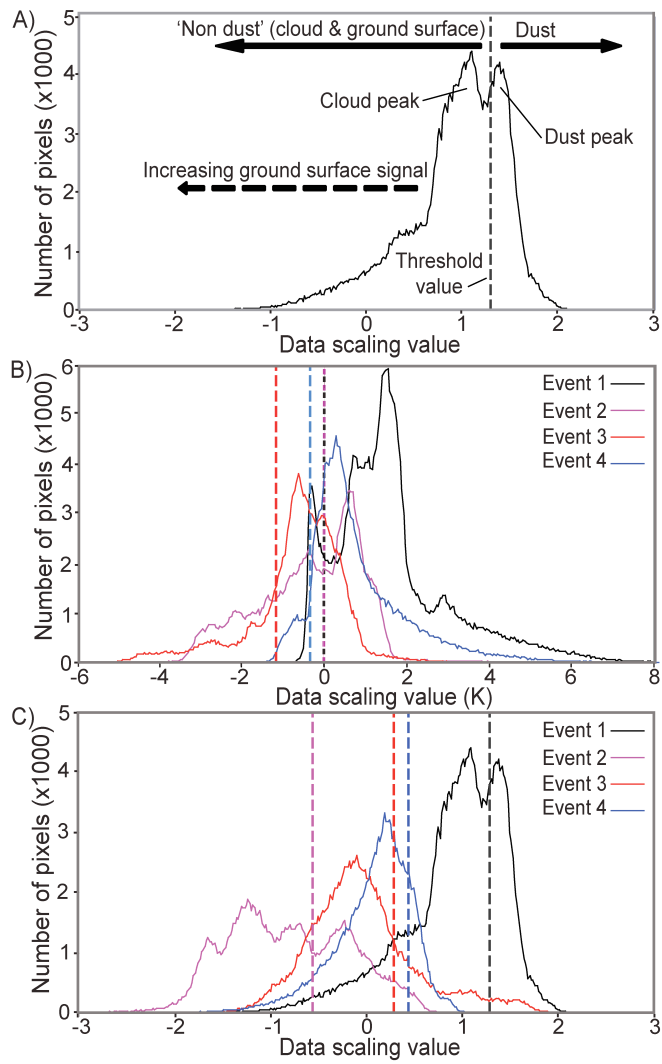 A)
5
4
3
2
1
0
Number of pixels (x1000)
'Non dust' (cloud & ground surface)
Dust
Cloud peak
Dust peak
Increasing ground surface signal
Threshold
value
-3 -2 0 1 2 3
Data scaling value
B)
6
5
4
3
2
1
0
Number of pixels (x1000)
Event 1
Event 2
Event 3
Event 4
-6 -4 -2 0 2 4 6 8
Data scaling value (K)
C)
5
4
3
2
1
0
Number of pixels (x1000)
Event 1
Event 2
Event 3
Event 4
-3 -2 -1 0 1 2 3
Data scaling value